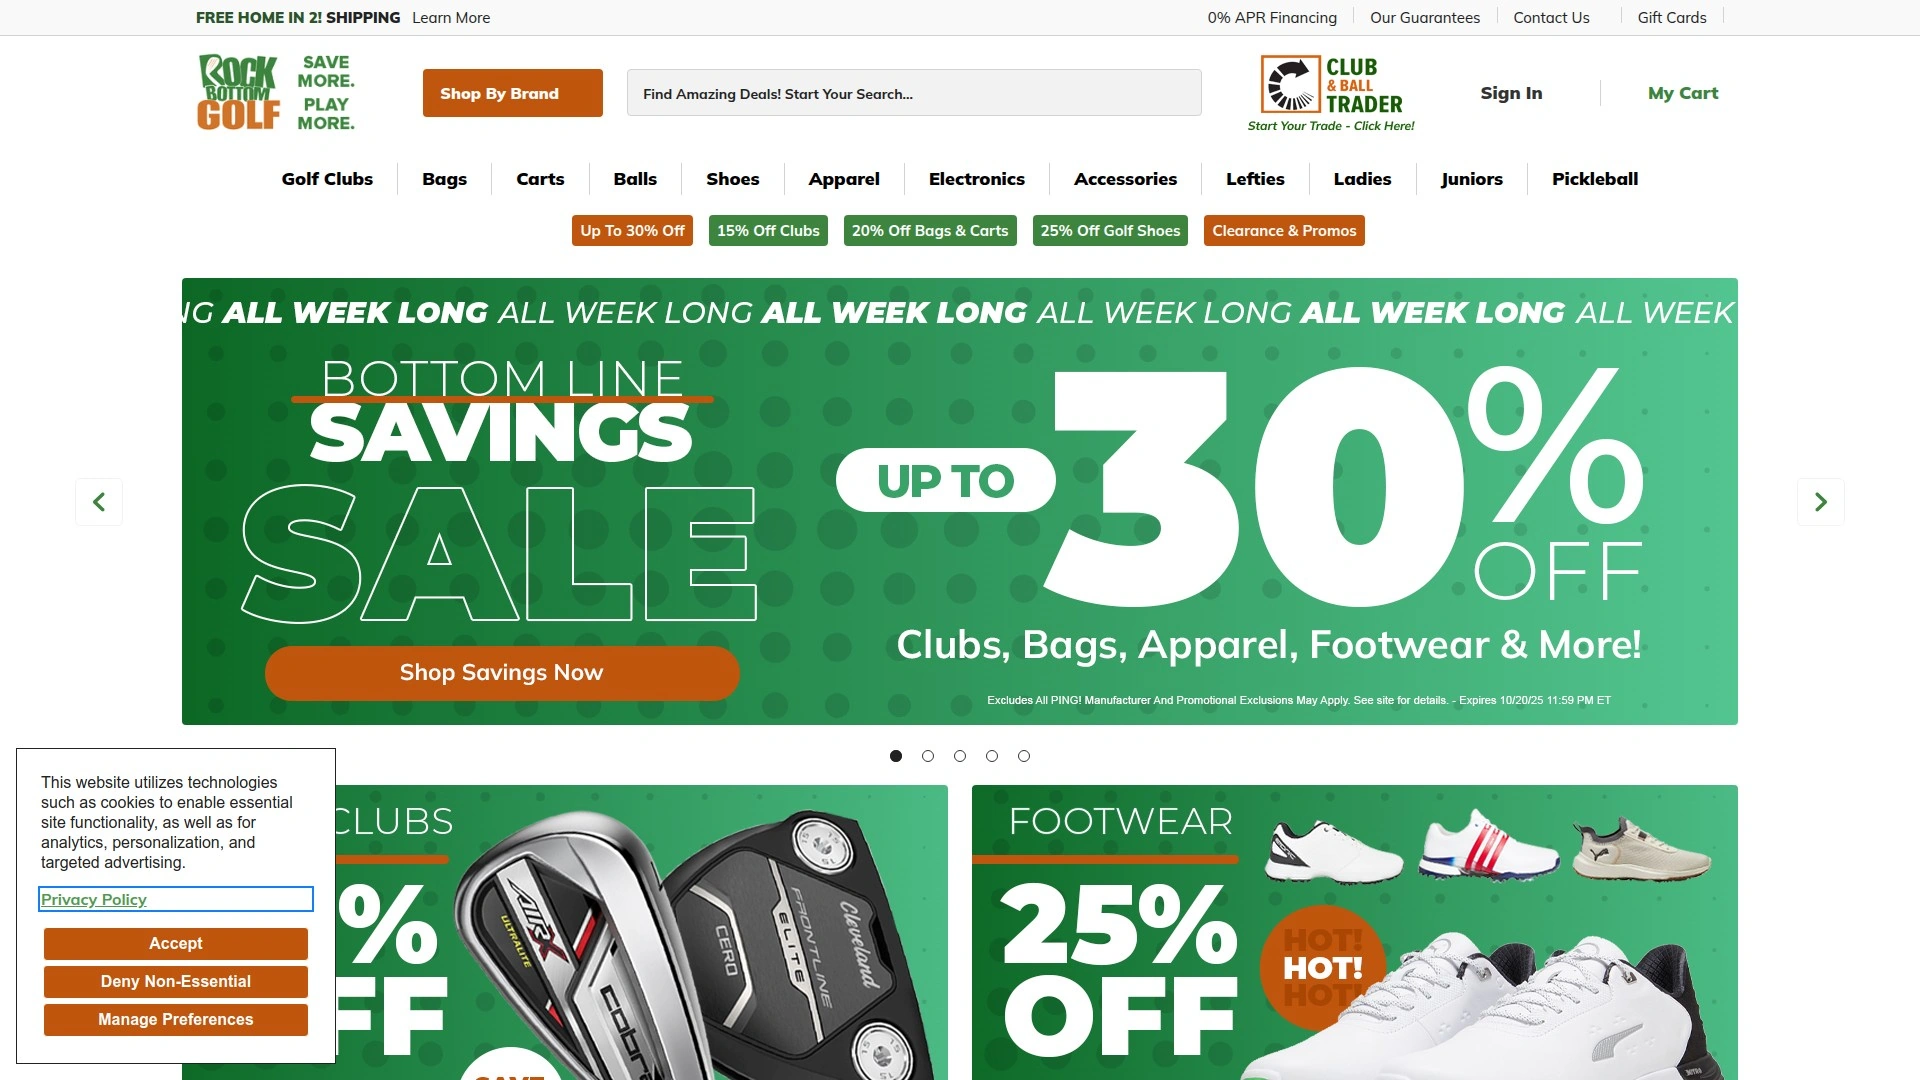 FREE HOME IN 2! SHIPPING Learn More
0% APR Financing
Our Guarantees
Contact Us
Gift Cards
ROCK BOTTOM GOLF
SAVE MORE.
PLAY MORE.
Shop By Brand
Find Amazing Deals! Start Your Search...
CLUB & BALL TRADER
Start Your Trade - Click Here!
Sign In
My Cart
Golf Clubs
Bags
Carts
Balls
Shoes
Apparel
Electronics
Accessories
Lefties
Ladies
Juniors
Pickleball
Up To 30% Off
15% Off Clubs
20% Off Bags & Carts
25% Off Golf Shoes
Clearance & Promos
NG ALL WEEK LONG ALL WEEK LONG ALL WEEK LONG ALL WEEK LONG ALL WEEK LONG ALL WEEK
BOTTOM LINE
SAVINGS
SALE
Shop Savings Now
UP TO
30%
OFF
Clubs, Bags, Apparel, Footwear & More!
Excludes All PING! Manufacturer And Promotional Exclusions May Apply. See site for details. - Expires 10/20/25 11:59 PM ET
This website utilizes technologies
such as cookies to enable essential
site functionality, as well as for
analytics, personalization, and
targeted advertising.
Privacy Policy
Accept
Deny Non-Essential
Manage Preferences
CLUBS
%
FF
AIR-X
ULTRALITE
cobra
CERO
FRONTLINE
ELITE
Cleveland
15
15
15
15
SAVE
FOOTWEAR
25%
OFF
HOT!
HOT!
HOT!